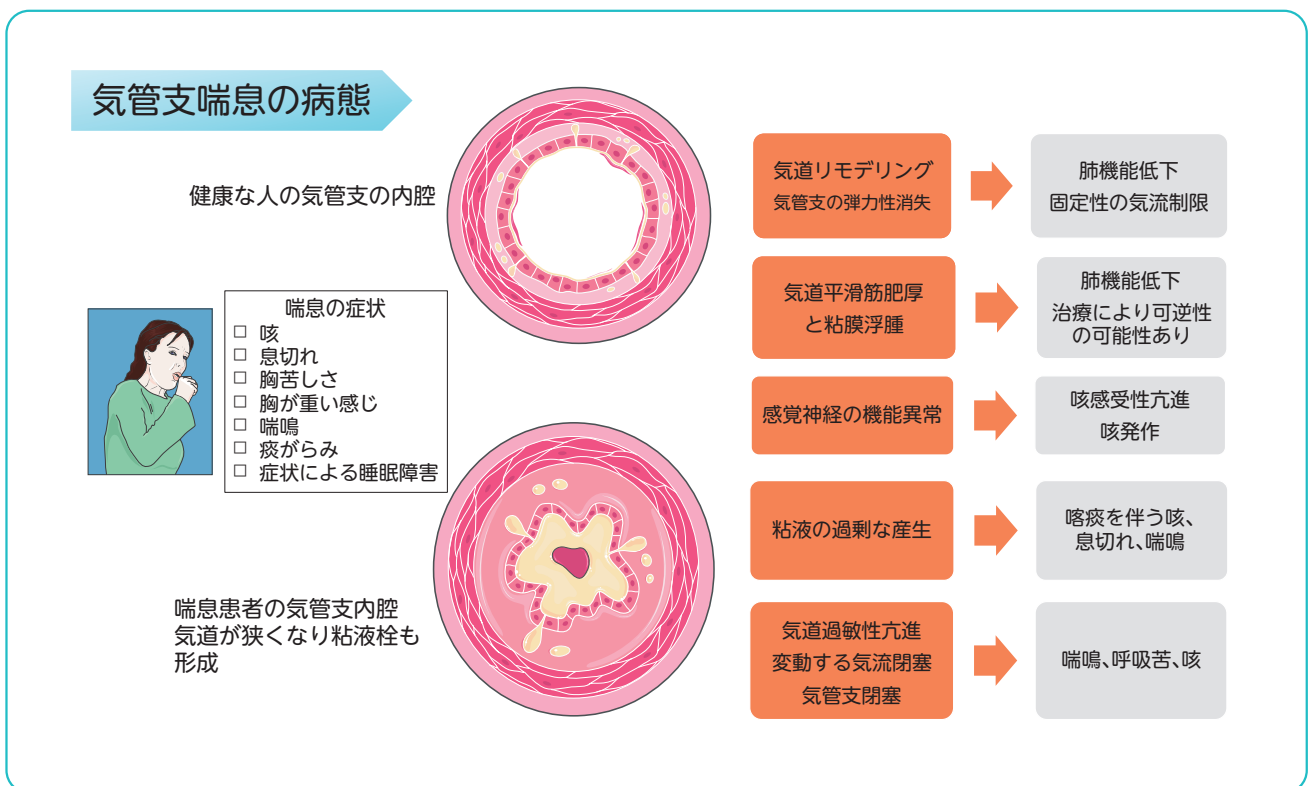 気管支喘息の病態
健康な人の気管支の内腔
喘息の症状
□ 咳
□ 息切れ
□ 胸苦しさ
□ 胸が重い感じ
□ 喘鳴
□ 痰がらみ
□ 症状による睡眠障害
喘息患者の気管支内腔
気道が狭くなり粘液栓も
形成
気道リモデリング
気管支の弾力性消失
肺機能低下
固定性の気流制限
気道平滑筋肥厚
と粘膜浮腫
肺機能低下
治療により可逆性
の可能性あり
感覚神経の機能異常
咳感受性亢進
咳発作
粘液の過剰な産生
喀痰を伴う咳、
息切れ、喘鳴
気道過敏性亢進
変動する気流閉塞
気管支閉塞
喘鳴、呼吸苦、咳